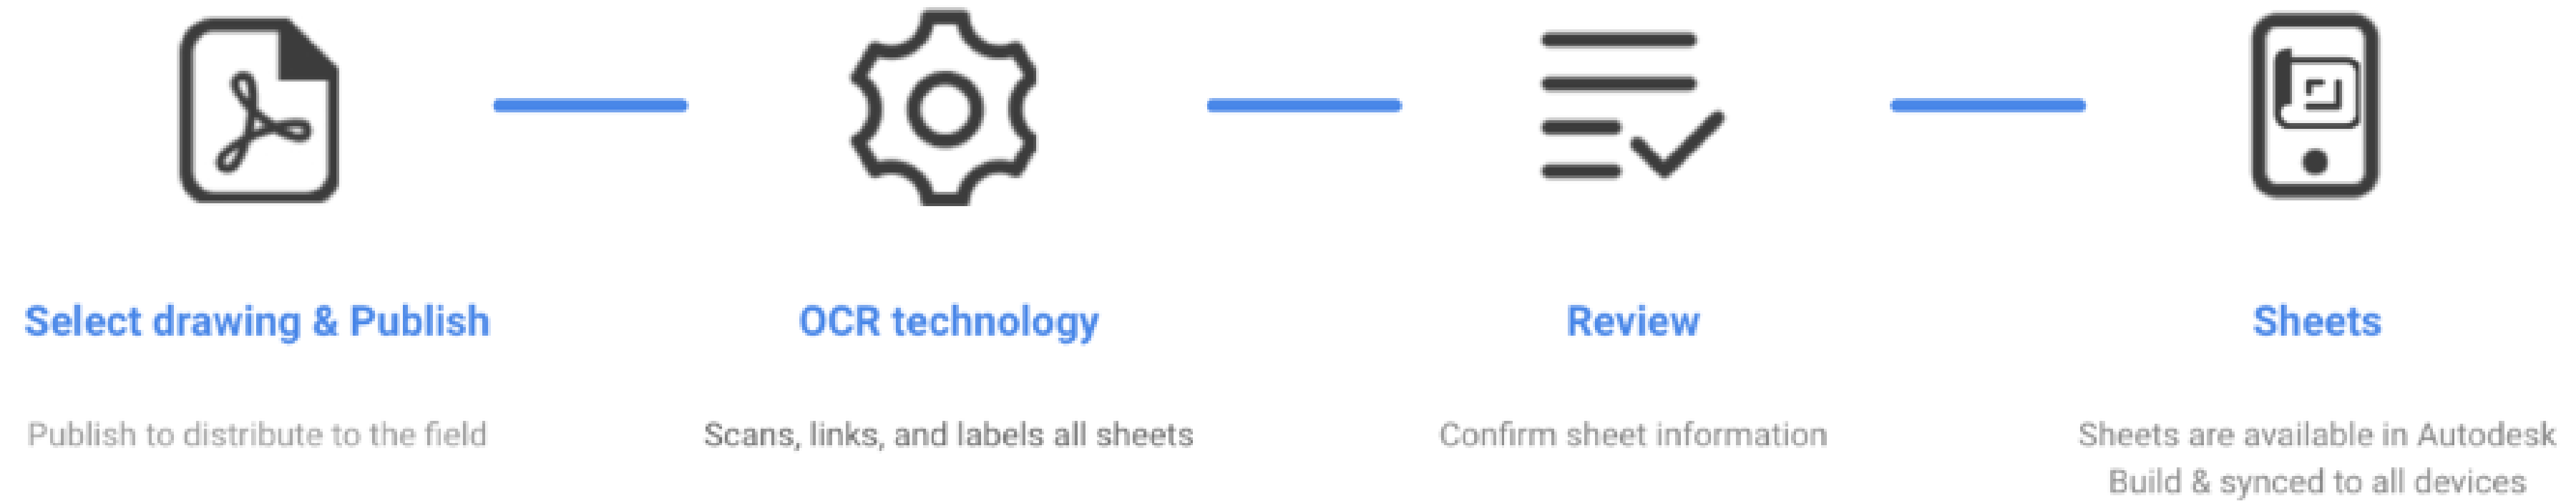 Select drawing & Publish
OCR technology
Review
Sheets
Publish to distribute to the field
Scans, links, and labels all sheets
Confirm sheet information
Sheets are available in Autodesk
Build & synced to all devices